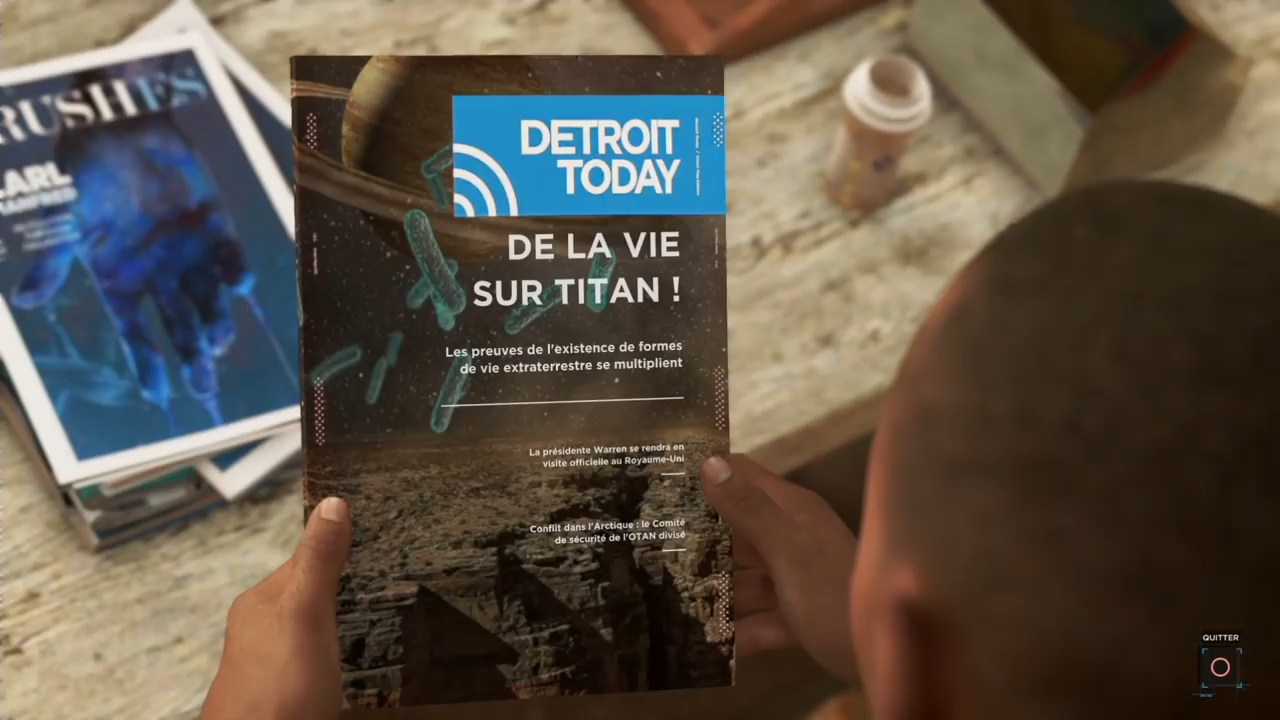 RUSHES
DETROIT
TODAY
DE LA VIE
SUR TITAN !
Les preuves de l'existence de formes
de vie extraterrestre se multiplient
La présidente Warren se rendra en
visite officielle au Royaume-Uni
Conflit dans l'Arctique : le Comité
de sécurité de l'OTAN divisé
QUITTER